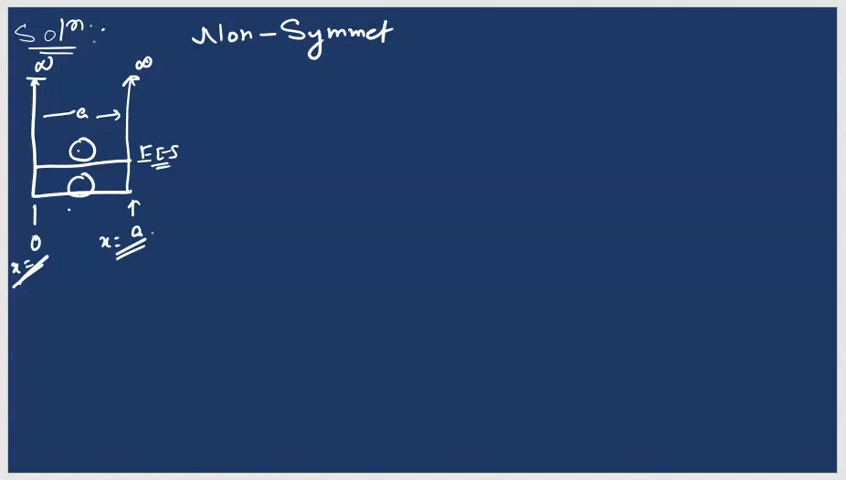 Soln :
Non-Symmet
∞ ∞
a
EES
0 x = a
x =